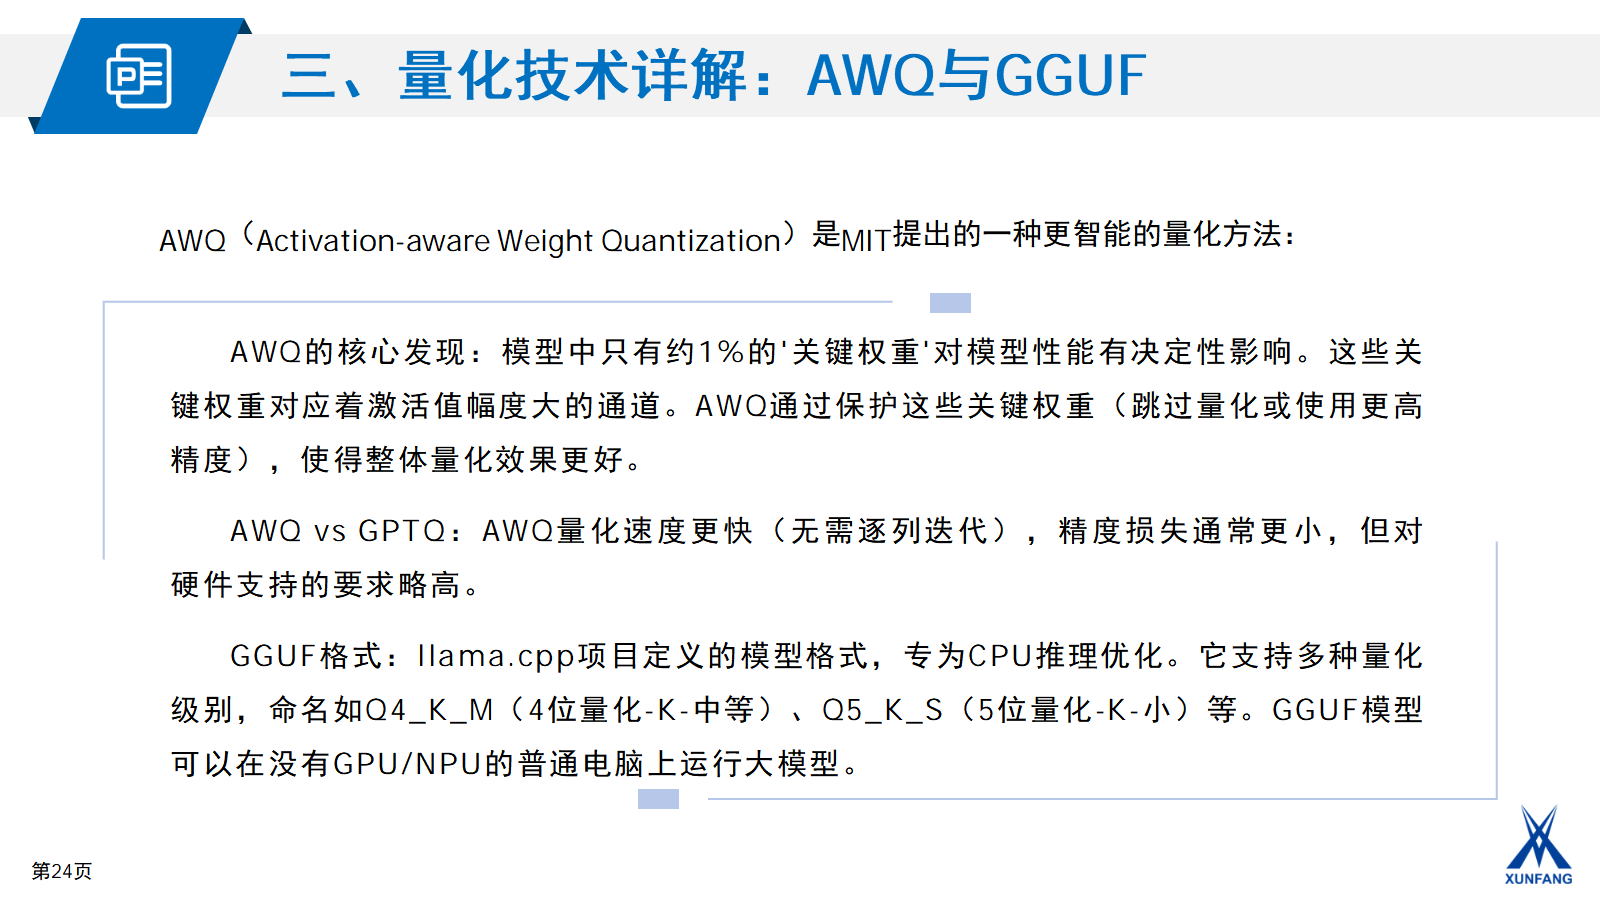 三、量化技术详解：AWQ与GGUF
AWQ（Activation-aware Weight Quantization）是MIT提出的一种更智能的量化方法：
AWQ的核心发现：模型中只有约1%的'关键权重'对模型性能有决定性影响。这些关
键权重对应着激活值幅度大的通道。AWQ通过保护这些关键权重（跳过量化或使用更高
精度），使得整体量化效果更好。
AWQ vs GPTQ：AWQ量化速度更快（无需逐列迭代），精度损失通常更小，但对
硬件支持的要求略高。
GGUF格式：llama.cpp项目定义的模型格式，专为CPU推理优化。它支持多种量化
级别，命名如Q4_K_M（4位量化-K-中等）、Q5_K_S（5位量化-K-小）等。GGUF模型
可以在没有GPU/NPU的普通电脑上运行大模型。
第24页
XUNFANG